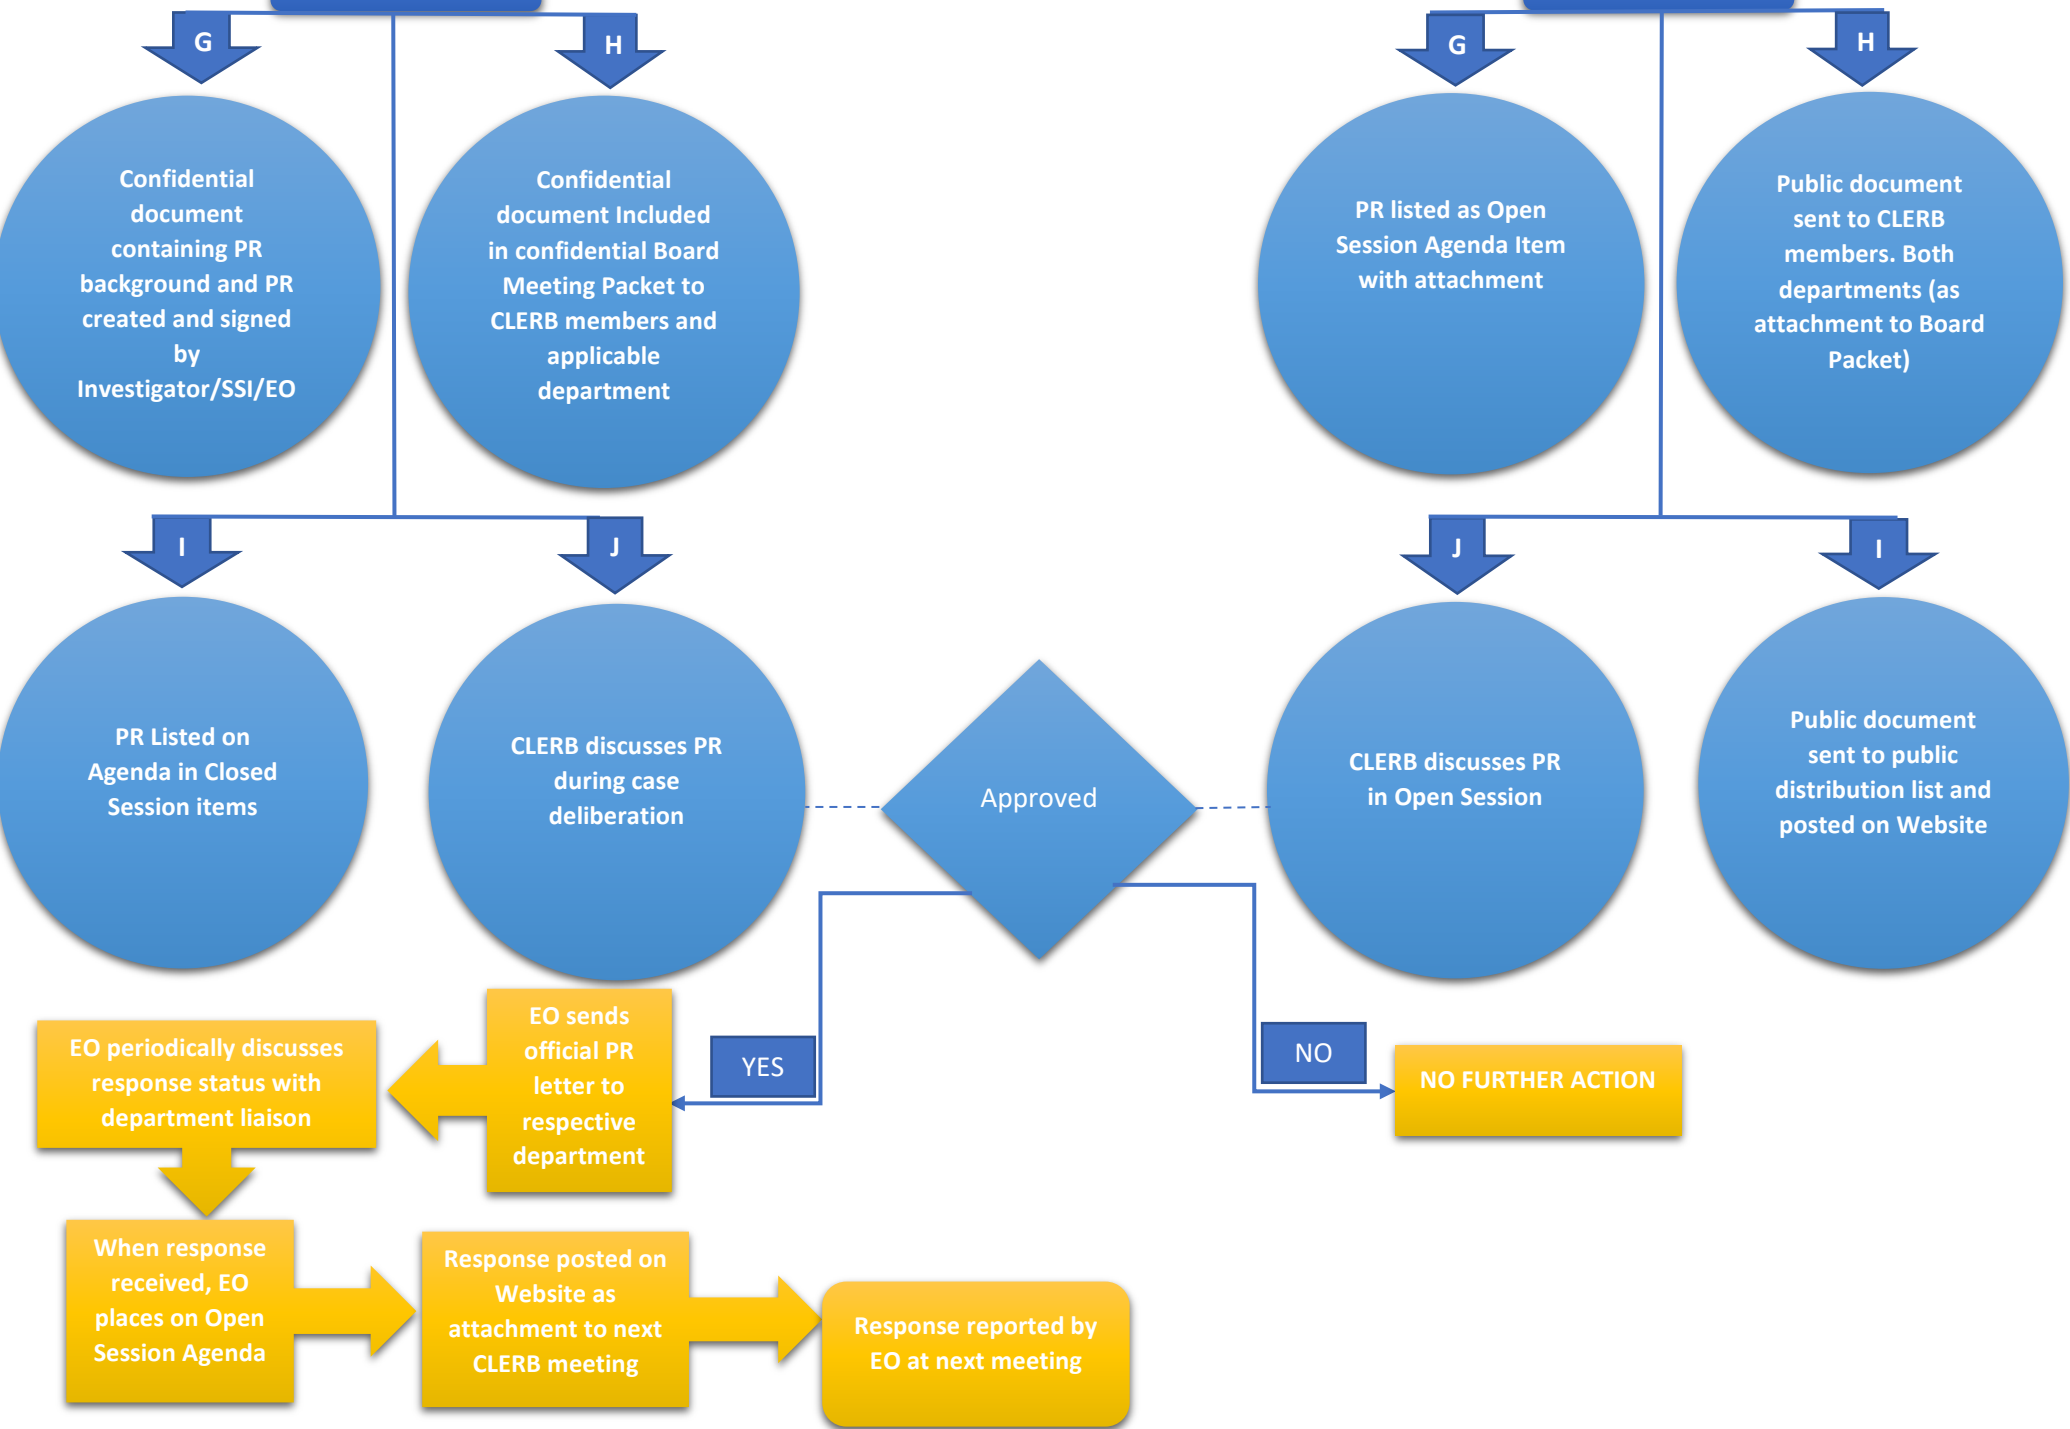 G
H
G
H
Confidential
document
containing PR
background and PR
created and signed
by
Investigator/SSI/EO
Confidential
document Included
in confidential Board
Meeting Packet to
CLERB members and
applicable
department
PR listed as Open
Session Agenda Item
with attachment
Public document
sent to CLERB
members. Both
departments (as
attachment to Board
Packet)
I
J
J
I
PR Listed on
Agenda in Closed
Session items
CLERB discusses PR
during case
deliberation
Approved
CLERB discusses PR
in Open Session
Public document
sent to public
distribution list and
posted on Website
EO periodically discusses
response status with
department liaison
EO sends
official PR
letter to
respective
department
YES
NO
NO FURTHER ACTION
When response
received, EO
places on Open
Session Agenda
Response posted on
Website as
attachment to next
CLERB meeting
Response reported by
EO at next meeting